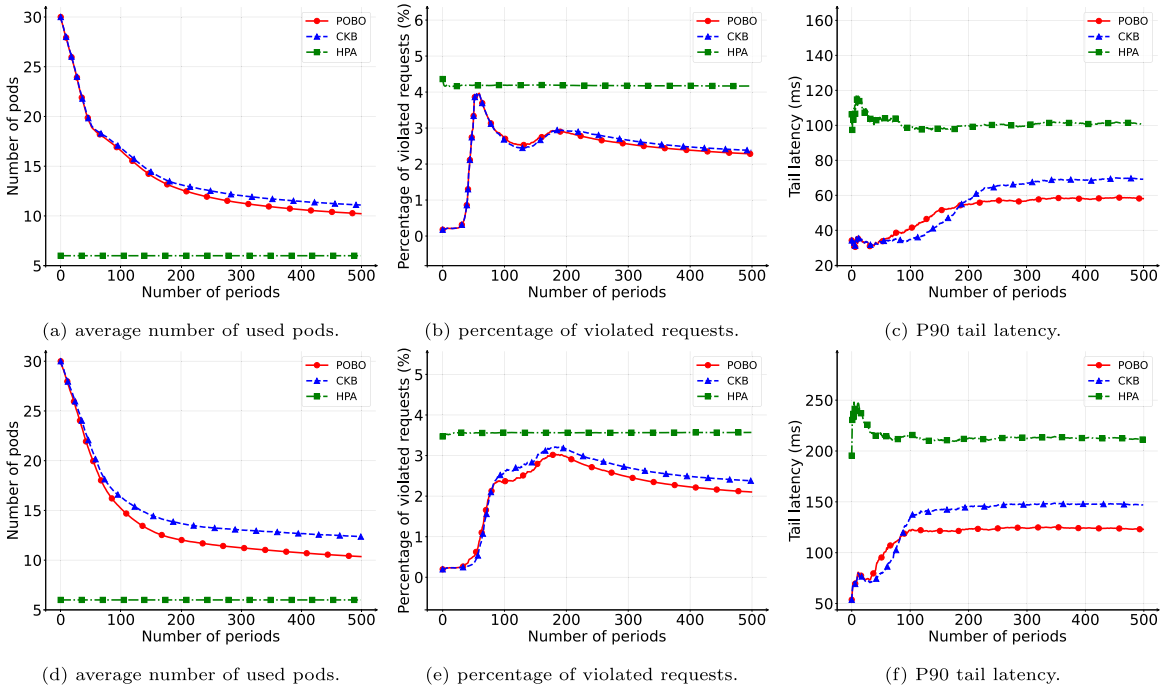 30
25
20
15
10
5
0 100 200 300 400 500
Number of pods
Number of periods
POBO
CKB
HPA
(a) average number of used pods.
6
5
4
3
2
1
0
0 100 200 300 400 500
Percentage of violated requests (%)
Number of periods
POBO
CKB
HPA
(b) percentage of violated requests.
160
140
120
100
80
60
40
20
0 100 200 300 400 500
Tail latency (ms)
Number of periods
POBO
CKB
HPA
(c) P90 tail latency.
30
25
20
15
10
5
0 100 200 300 400 500
Number of pods
Number of periods
POBO
CKB
HPA
(d) average number of used pods.
5
4
3
2
1
0
0 100 200 300 400 500
Percentage of violated requests (%)
Number of periods
POBO
CKB
HPA
(e) percentage of violated requests.
250
200
150
100
50
0 100 200 300 400 500
Tail latency (ms)
Number of periods
POBO
CKB
HPA
(f) P90 tail latency.